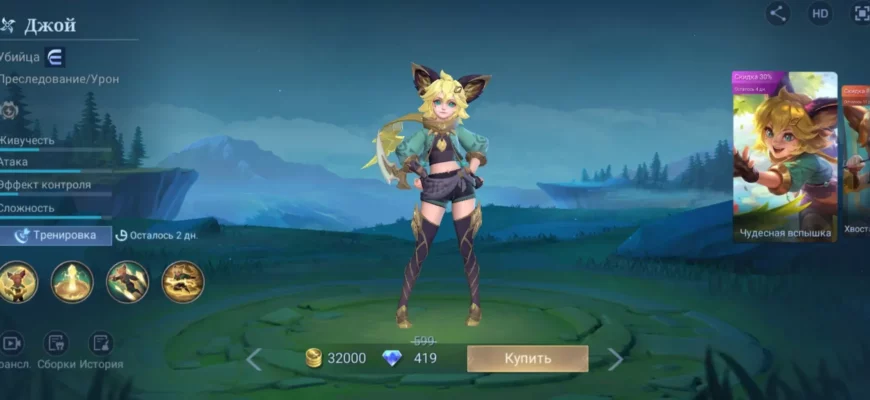 Джой
HD
Убийца
Преследование/Урон
Скидка 30%
Осталось 4 дн.
Скидка
Живучесть
Атака
Эффект контроля
Сложность
Тренировка
Осталось 2 дн.
Чудесная вспышка
Хвост
599
32000
419
Купить
рансл.
Сборки
История